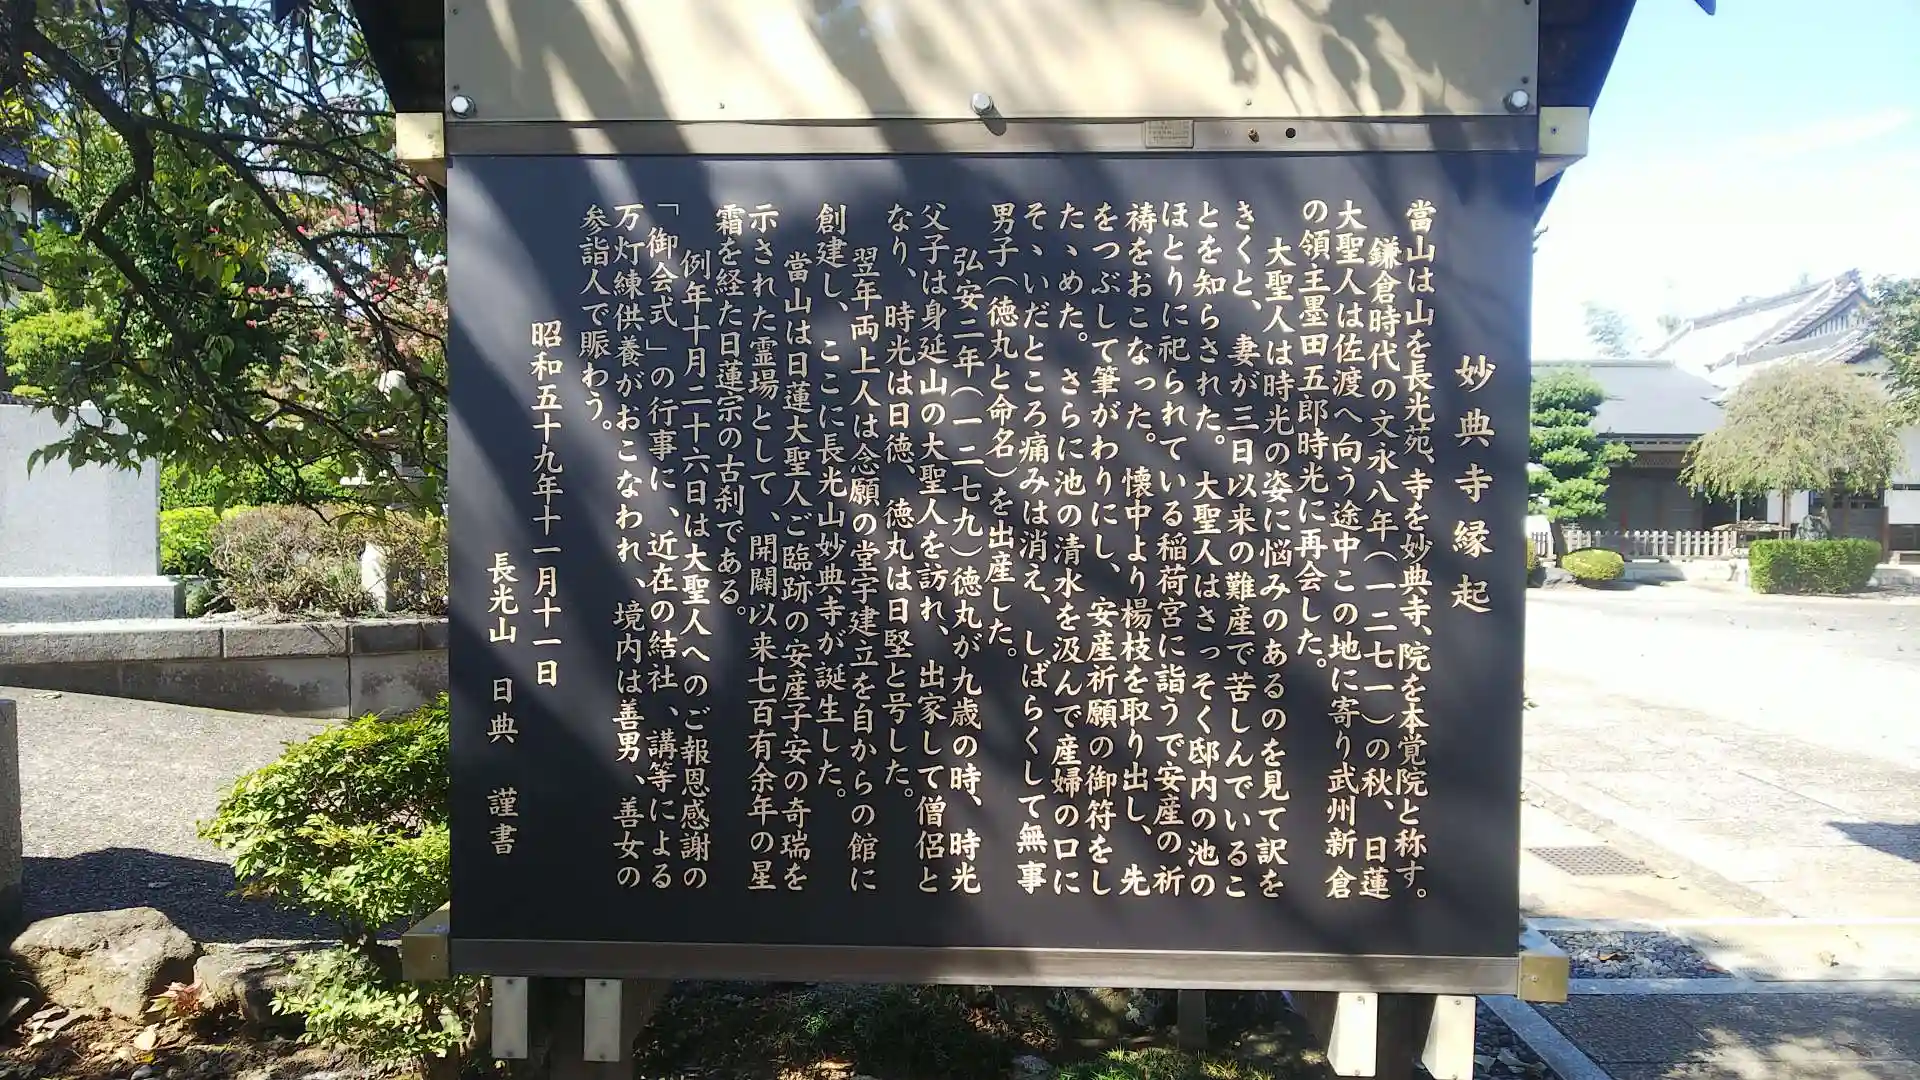 妙典寺縁起
當山は山を長光苑、寺を妙典寺、院を本覚院と称す。
鎌倉時代の文永八年（一二七一）の秋、日蓮
大聖人は佐渡へ向う途中この地に寄り武州新倉
の領主墨田五郎時光に再会した。
大聖人は時光の姿に悩みのあるのを見て訳を
きくと、妻が三日以来の難産で苦しんでいるこ
とを知らされた。大聖人はさっそく邸内の池の
ほとりに祀られている稲荷宮に詣うで安産の祈
祷をおこなった。懐中より楊枝を取り出し、先
をつぶして筆がわりにし、安産祈願の御符をし
たゝめた。さらに池の清水を汲んで産婦の口に
そゝいだところ痛みは消え、しばらくして無事
男子（徳丸と命名）を出産した。
弘安二年（一二七九）徳丸が九歳の時、時光
父子は身延山の大聖人を訪れ、出家して僧侶と
なり、時光は日徳、徳丸は日堅と号した。
翌年両上人は念願の堂宇建立を自からの館に
創建し、ここに長光山妙典寺が誕生した。
當山は日蓮大聖人ご臨跡の安産子安の奇瑞を
示された霊場として、開闢以来七百有余年の星
霜を経た日蓮宗の古刹である。
例年十月二十六日は大聖人へのご報恩感謝の
「御会式」の行事に、近在の結社、講等による
万灯練供養がおこなわれ、境内は善男、善女の
参詣人で賑わう。
昭和五十九年十一月十一日
長光山 日典 謹書